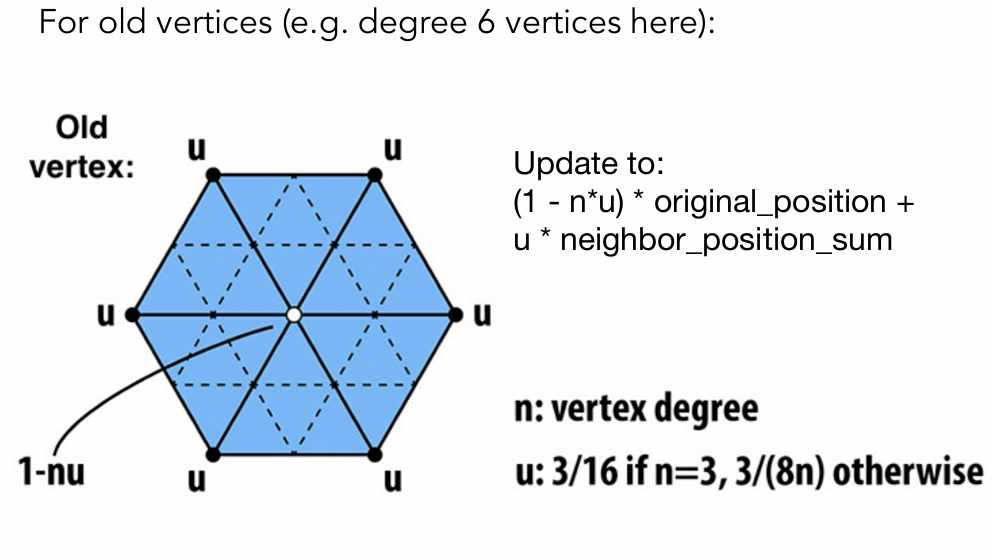 For old vertices (e.g. degree 6 vertices here):
Old
vertex:
u
u
u
u
u
u
1-nu
Update to:
(1 - n*u) * original_position +
u * neighbor_position_sum
n: vertex degree
u: 3/16 if n=3, 3/(8n) otherwise